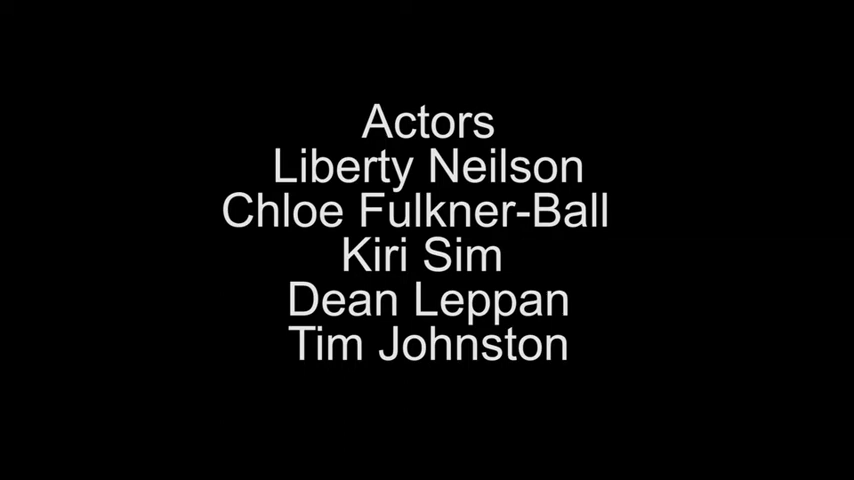 Actors
Liberty Neilson
Chloe Fulkner-Ball
Kiri Sim
Dean Leppan
Tim Johnston